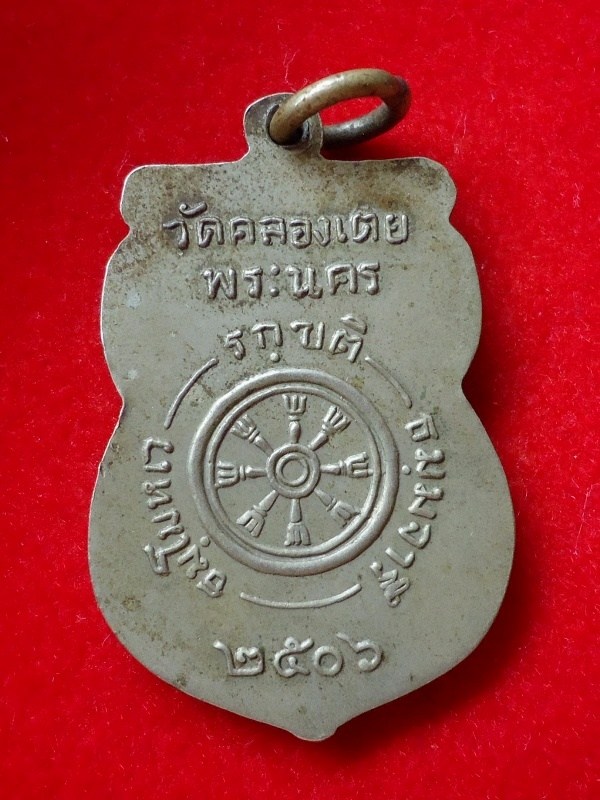 วัดคลองเตย
พระนคร
ธมฺโมหเว
รกฺขติ
ธมฺมจารึ
๒๕๐๖